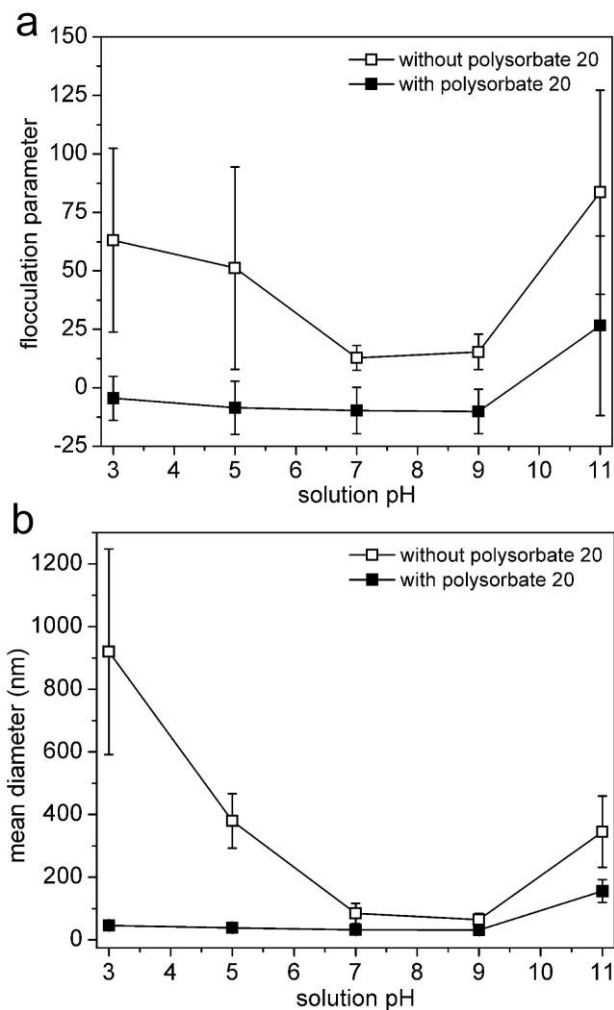 a
150
125
100
75
50
25
0
-25
flocculation parameter
without polysorbate 20
with polysorbate 20
3 4 5 6 7 8 9 10 11
solution pH
b
1200
1000
800
600
400
200
0
mean diameter (nm)
without polysorbate 20
with polysorbate 20
3 4 5 6 7 8 9 10 11
solution pH